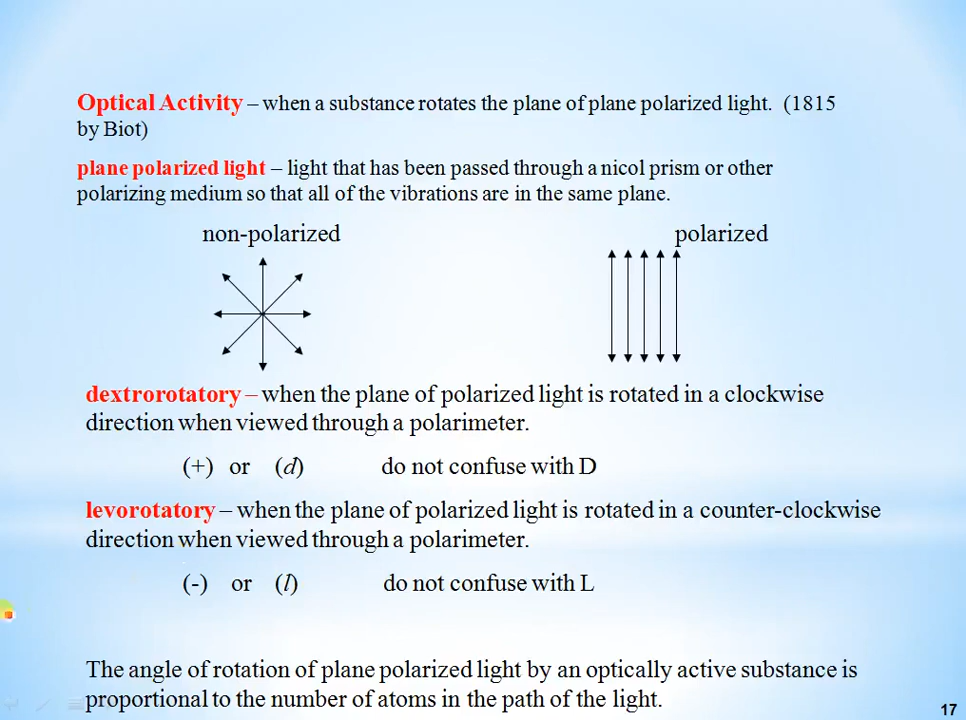 Optical Activity – when a substance rotates the plane of plane polarized light. (1815
by Biot)
plane polarized light – light that has been passed through a nicol prism or other
polarizing medium so that all of the vibrations are in the same plane.
non-polarized polarized
dextrorotatory – when the plane of polarized light is rotated in a clockwise
direction when viewed through a polarimeter.
(+) or (d) do not confuse with D
levorotatory – when the plane of polarized light is rotated in a counter-clockwise
direction when viewed through a polarimeter.
(-) or (l) do not confuse with L
The angle of rotation of plane polarized light by an optically active substance is
proportional to the number of atoms in the path of the light.
17